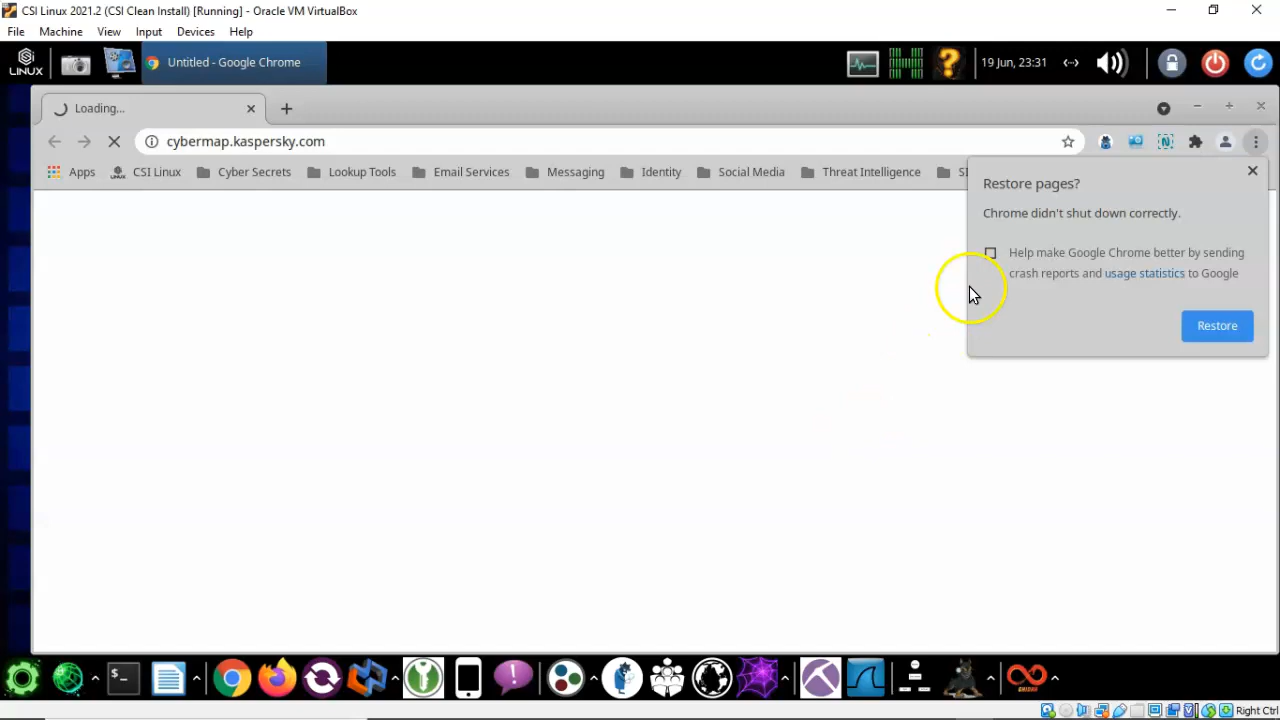 CSI Linux 2021.2 (CSI Clean Install) [Running] - Oracle VM VirtualBox
File Machine View Input Devices Help
LINUX
Untitled - Google Chrome
19 Jun, 23:31
Loading...
cybermap.kaspersky.com
Apps CSI Linux Cyber Secrets Lookup Tools Email Services Messaging Identity Social Media Threat Intelligence SI
Restore pages?
Chrome didn't shut down correctly.
Help make Google Chrome better by sending
crash reports and usage statistics to Google
Restore
Right Ctrl